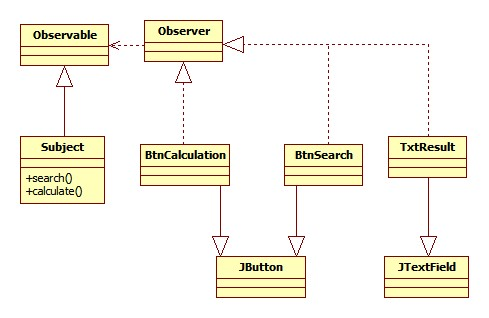 Observable
Observer
Subject
+search()
+calculate()
BtnCalculation
BtnSearch
TxtResult
JButton
JTextField